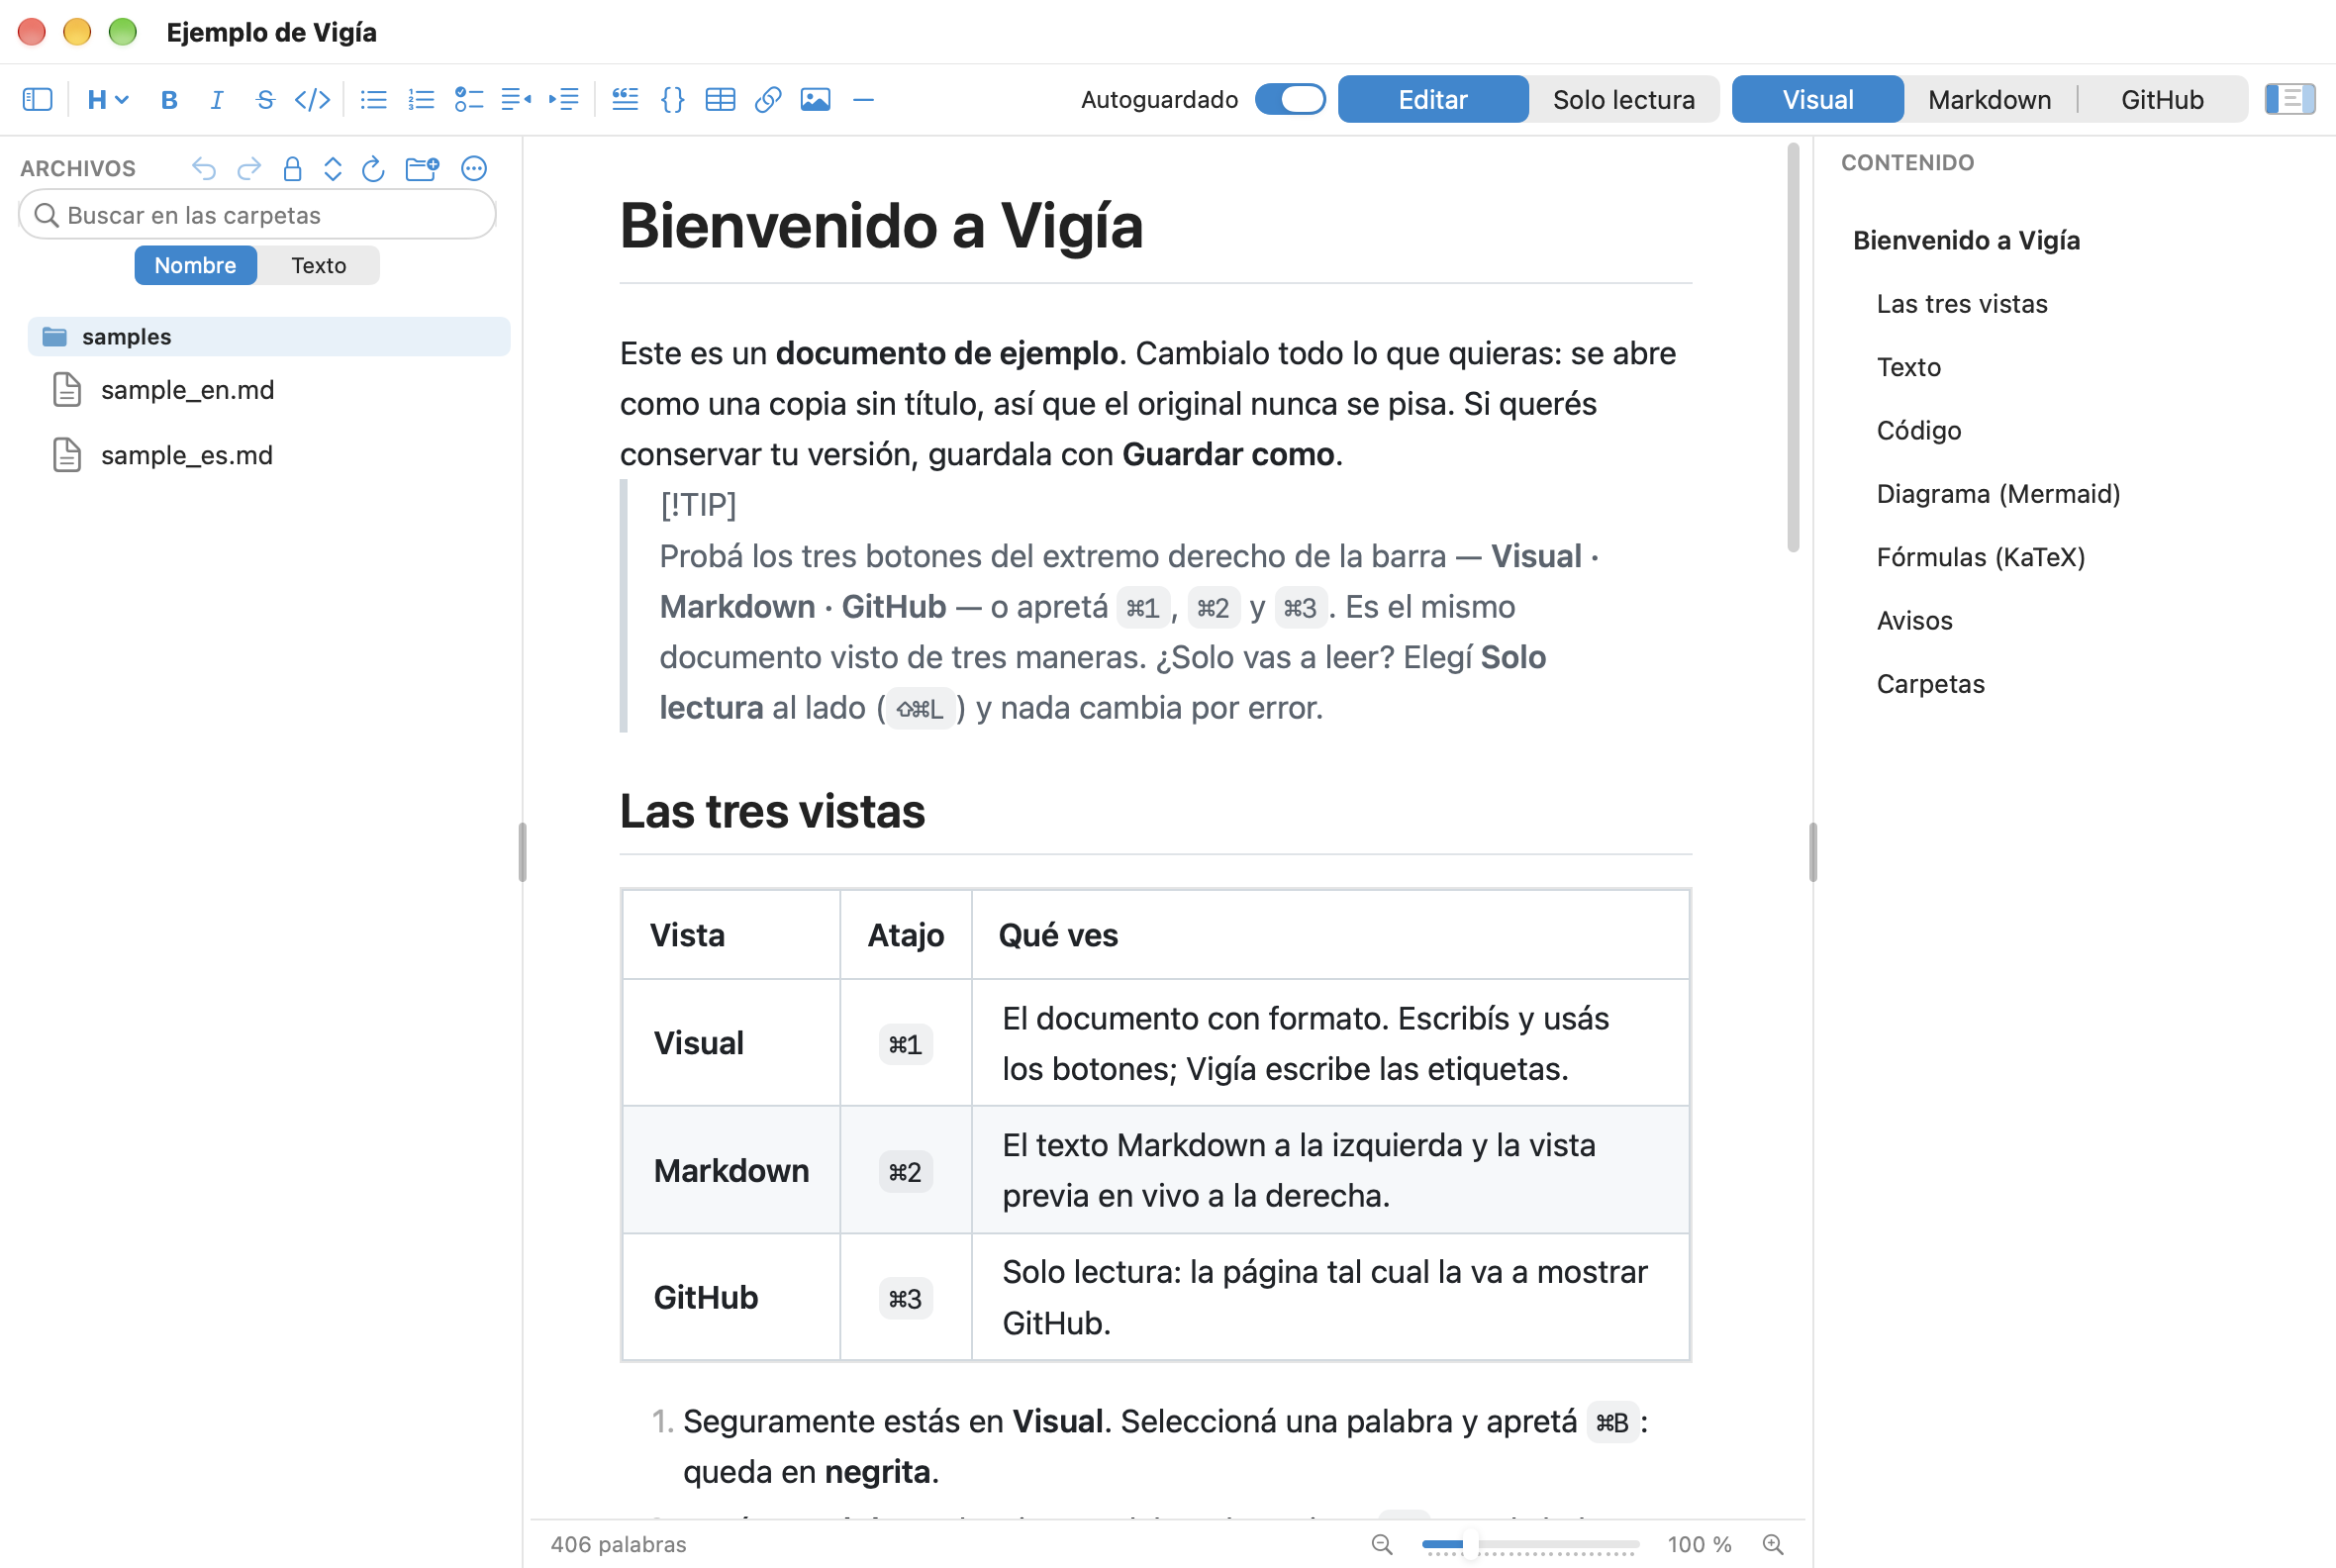 Ejemplo de Vigía
H B I S </> {} Autoguardado Editar Solo lectura Visual Markdown GitHub
ARCHIVOS
Buscar en las carpetas
Nombre Texto
samples
sample_en.md
sample_es.md
Bienvenido a Vigía
Este es un documento de ejemplo. Cambialo todo lo que quieras: se abre
como una copia sin título, así que el original nunca se pisa. Si querés
conservar tu versión, guardala con Guardar como.
[!TIP]
Probá los tres botones del extremo derecho de la barra — Visual ·
Markdown · GitHub — o apretá ⌘1, ⌘2 y ⌘3. Es el mismo
documento visto de tres maneras. ¿Solo vas a leer? Elegí Solo
lectura al lado (⇧⌘L) y nada cambia por error.
Las tres vistas
Vista Atajo Qué ves
Visual ⌘1 El documento con formato. Escribís y usás
los botones; Vigía escribe las etiquetas.
Markdown ⌘2 El texto Markdown a la izquierda y la vista
previa en vivo a la derecha.
GitHub ⌘3 Solo lectura: la página tal cual la va a mostrar
GitHub.
1. Seguramente estás en Visual. Seleccioná una palabra y apretá ⌘B:
queda en negrita.
406 palabras 100 %
CONTENIDO
Bienvenido a Vigía
Las tres vistas
Texto
Código
Diagrama (Mermaid)
Fórmulas (KaTeX)
Avisos
Carpetas